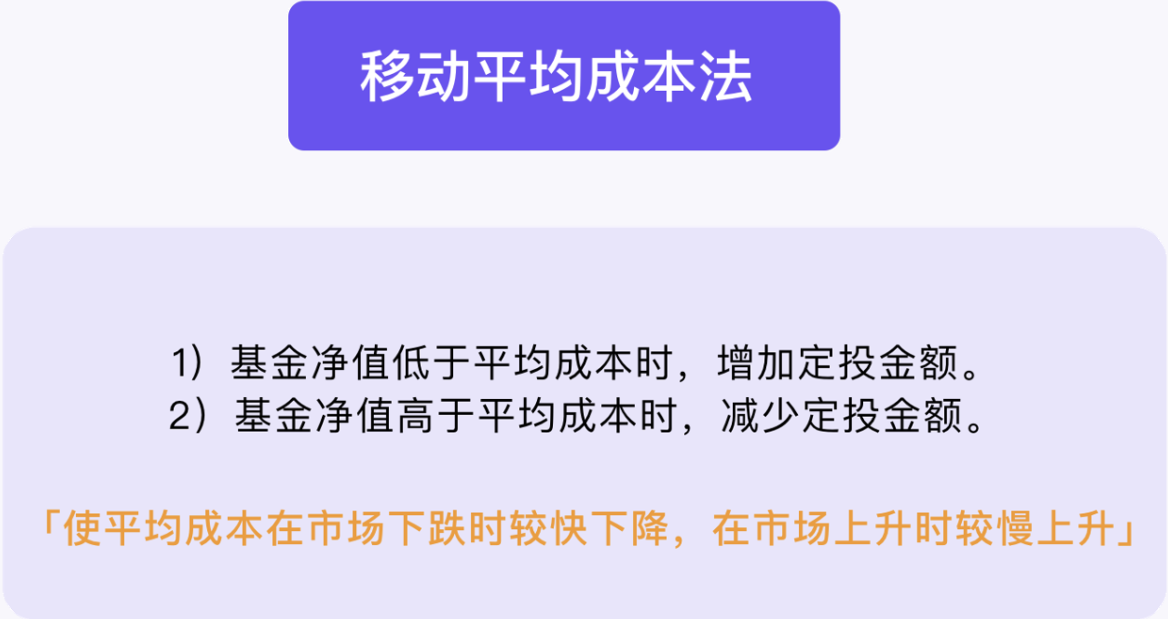 移动平均成本法
1）基金净值低于平均成本时，增加定投金额。
2）基金净值高于平均成本时，减少定投金额。
「使平均成本在市场下跌时较快下降，在市场上升时较慢上升」